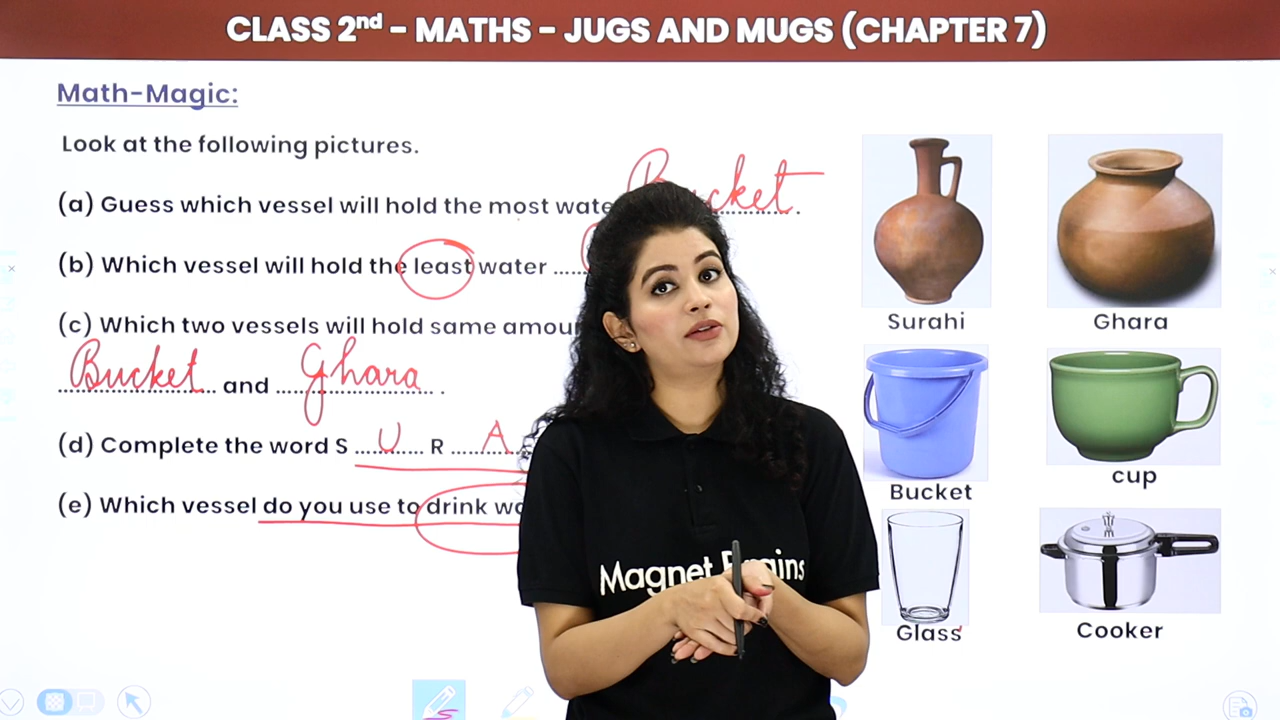 CLASS 2nd - MATHS - JUGS AND MUGS (CHAPTER 7)
Math-Magic:
Look at the following pictures.
(a) Guess which vessel will hold the most wate Bucket .
(b) Which vessel will hold the least water ......
(c) Which two vessels will hold same amou
Bucket and Ghara .
(d) Complete the word S U R A
(e) Which vessel do you use to drink wa
Surahi
Ghara
Bucket
cup
Glass
Cooker
Magnet Brains